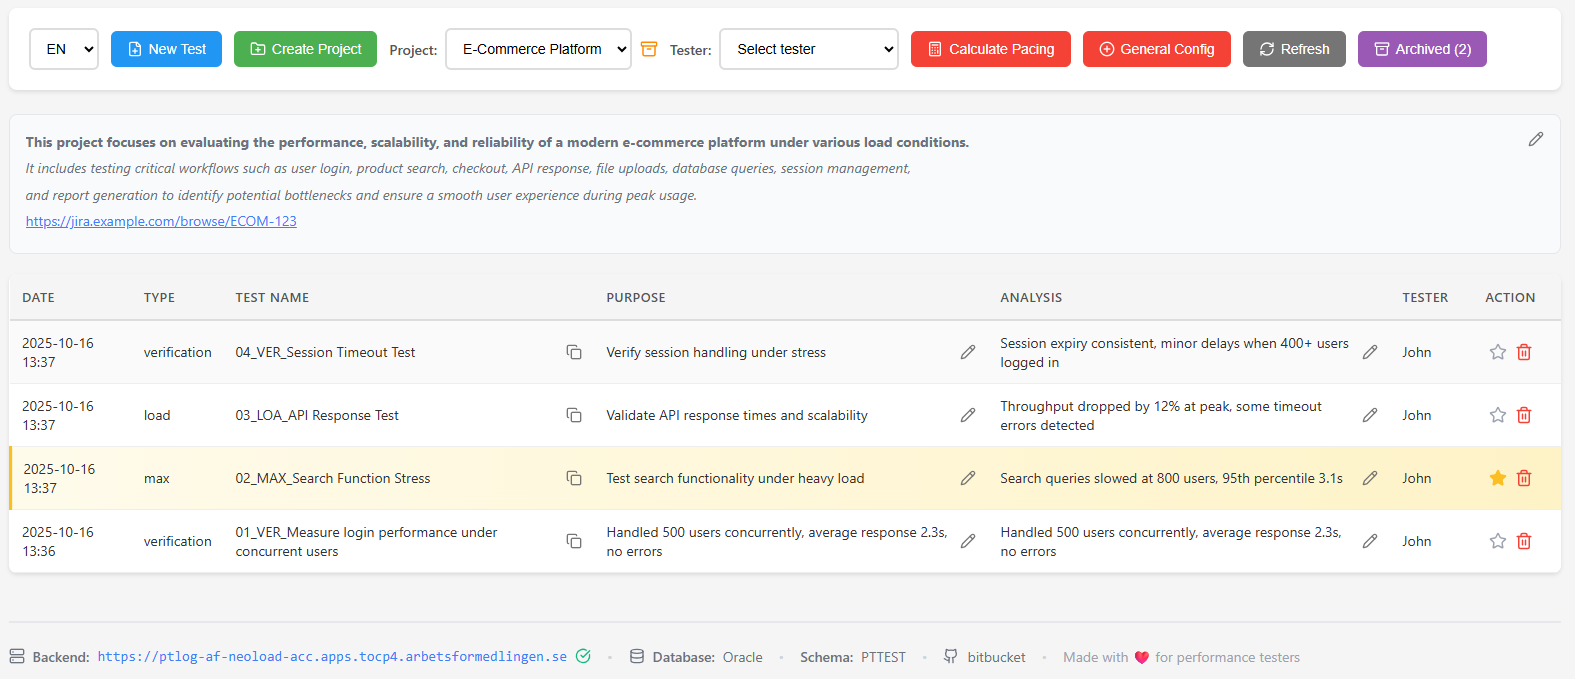 EN New Test Create Project Project: E-Commerce Platform Tester: Select tester Calculate Pacing General Config Refresh Archived (2)
This project focuses on evaluating the performance, scalability, and reliability of a modern e-commerce platform under various load conditions.
It includes testing critical workflows such as user login, product search, checkout, API response, file uploads, database queries, session management,
and report generation to identify potential bottlenecks and ensure a smooth user experience during peak usage.
https://jira.example.com/browse/ECOM-123
DATE TYPE TEST NAME PURPOSE ANALYSIS TESTER ACTION
2025-10-16
13:37
verification
04_VER_Session Timeout Test
Verify session handling under stress
Session expiry consistent, minor delays when 400+ users
logged in
John
2025-10-16
13:37
load
03_LOA_API Response Test
Validate API response times and scalability
Throughput dropped by 12% at peak, some timeout
errors detected
John
2025-10-16
13:37
max
02_MAX_Search Function Stress
Test search functionality under heavy load
Search queries slowed at 800 users, 95th percentile 3.1s
John
2025-10-16
13:36
verification
01_VER_Measure login performance under
concurrent users
Handled 500 users concurrently, average response 2.3s,
no errors
Handled 500 users concurrently, average response 2.3s,
no errors
John
Backend: https://ptlog-af-neoload-acc.apps.tocp4.arbetsformedlingen.se • Database: Oracle • Schema: PTTEST • bitbucket • Made with ❤️ for performance testers